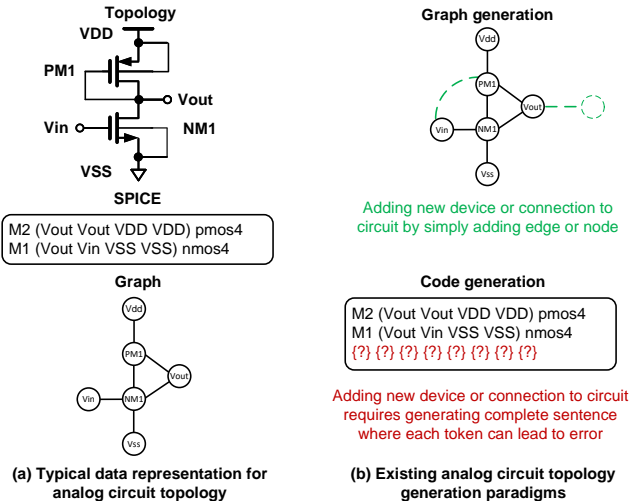 Topology
VDD
PM1
Vout
Vin
NM1
VSS
SPICE
M2 (Vout Vout VDD VDD) pmos4
M1 (Vout Vin VSS VSS) nmos4
Graph
Vdd
PM1
Vout
Vin
NM1
Vss
(a) Typical data representation for
analog circuit topology
Graph generation
Vdd
PM1
Vout
Vin
NM1
Vss
Adding new device or connection to
circuit by simply adding edge or node
Code generation
M2 (Vout Vout VDD VDD) pmos4
M1 (Vout Vin VSS VSS) nmos4
{?} {?} {?} {?} {?} {?} {?} {?}
Adding new device or connection to circuit
requires generating complete sentence
where each token can lead to error
(b) Existing analog circuit topology
generation paradigms